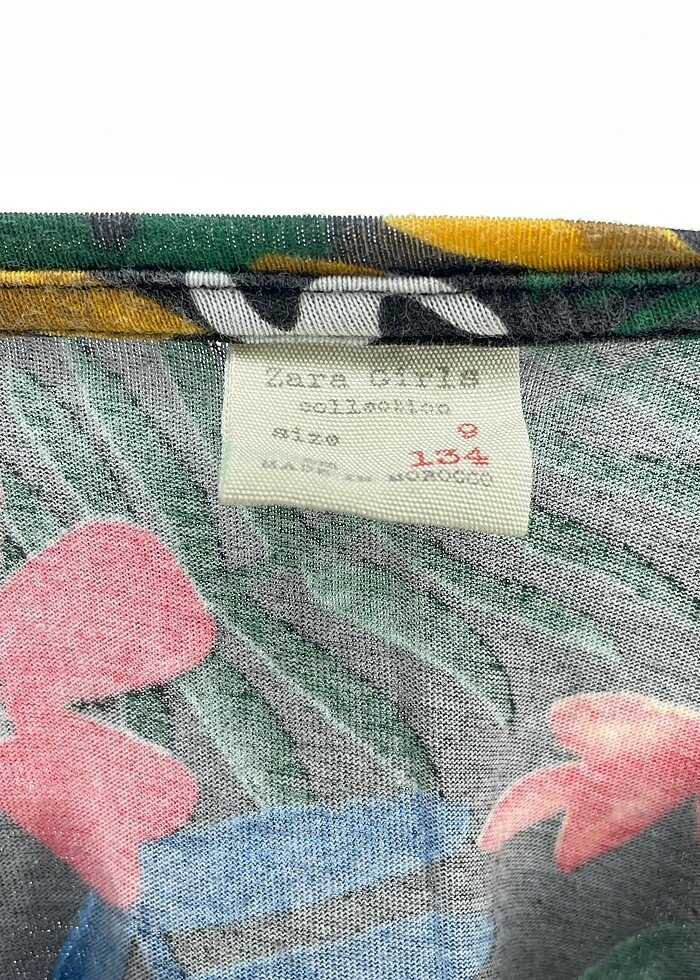 Zara Girls
collection
size 9
134
MADE IN MOROCCO